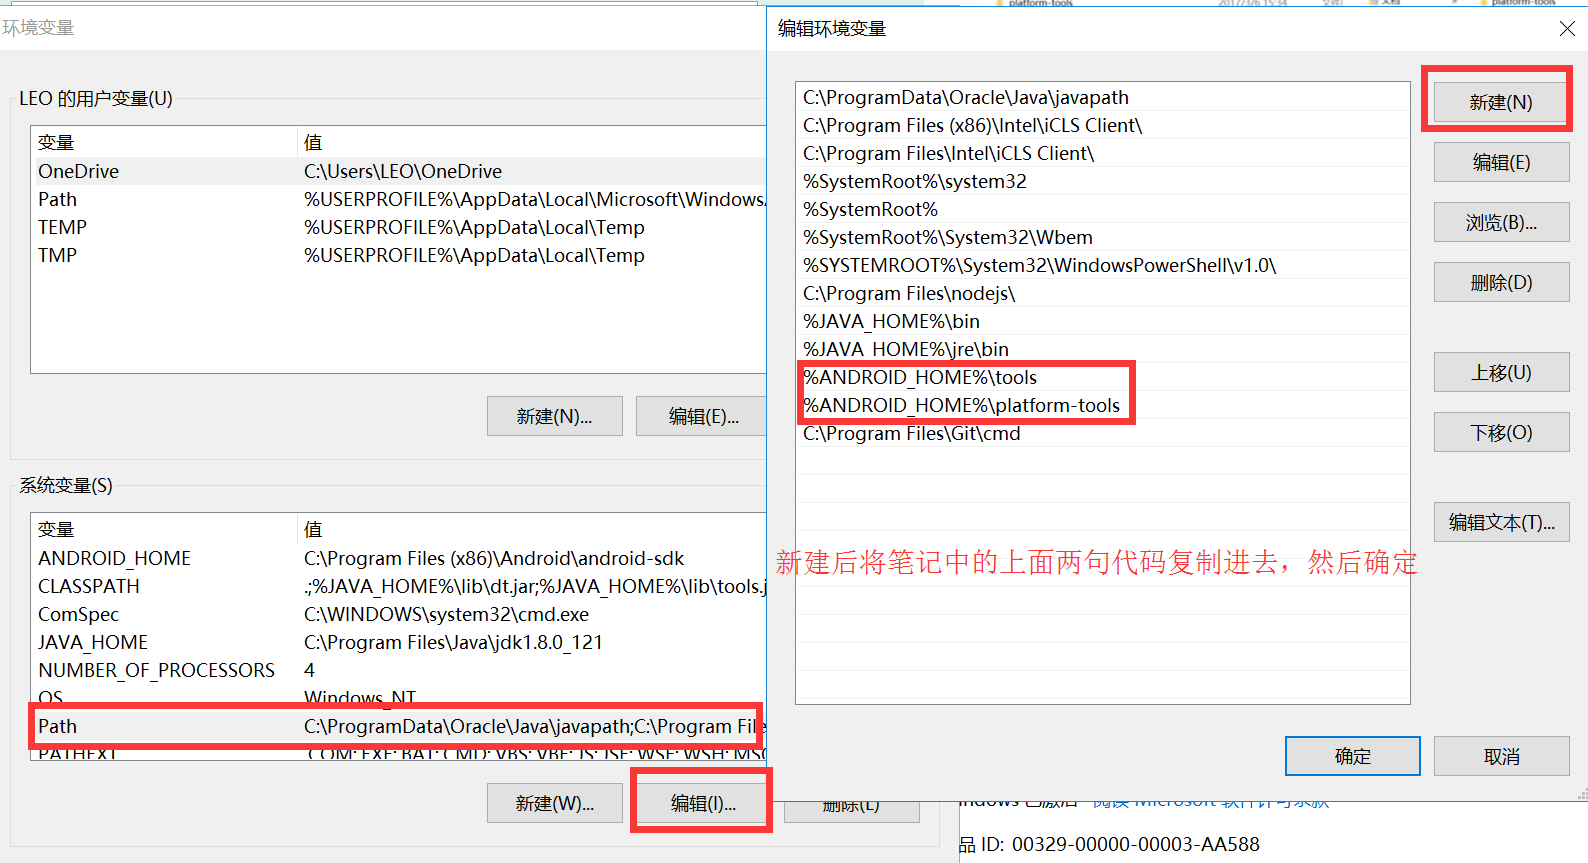 platform-tools 2017/3/6 15:34 platform-tools
环境变量
LEO 的用户变量(U)
变量 值
OneDrive C:\Users\LEO\OneDrive
Path %USERPROFILE%\AppData\Local\Microsoft\Windows
TEMP %USERPROFILE%\AppData\Local\Temp
TMP %USERPROFILE%\AppData\Local\Temp
新建(N)... 编辑(E)...
系统变量(S)
变量 值
ANDROID_HOME C:\Program Files (x86)\Android\android-sdk
CLASSPATH .;%JAVA_HOME%\lib\dt.jar;%JAVA_HOME%\lib\tools.j
ComSpec C:\WINDOWS\system32\cmd.exe
JAVA_HOME C:\Program Files\Java\jdk1.8.0_121
NUMBER_OF_PROCESSORS 4
OS Windows_NT
Path C:\ProgramData\Oracle\Java\javapath;C:\Program File
PATHEXT .COM;.EXE;.BAT;.CMD;.VBS;.VBE;.JS;.JSE;.WSF;.WSH;.MSC
新建(W)... 编辑(I)... 删除(L)
编辑环境变量
C:\ProgramData\Oracle\Java\javapath
C:\Program Files (x86)\Intel\iCLS Client\
C:\Program Files\Intel\iCLS Client\
%SystemRoot%\system32
%SystemRoot%
%SystemRoot%\System32\Wbem
%SYSTEMROOT%\System32\WindowsPowerShell\v1.0\
C:\Program Files\nodejs\
%JAVA_HOME%\bin
%JAVA_HOME%\jre\bin
%ANDROID_HOME%\tools
%ANDROID_HOME%\platform-tools
C:\Program Files\Git\cmd
新建后将笔记中的上面两句代码复制进去，然后确定
新建(N)
编辑(E)
浏览(B)...
删除(D)
上移(U)
下移(O)
编辑文本(T)...
确定 取消
ndows 已激活 阅读 Microsoft 软件许可条款
品 ID: 00329-00000-00003-AA588